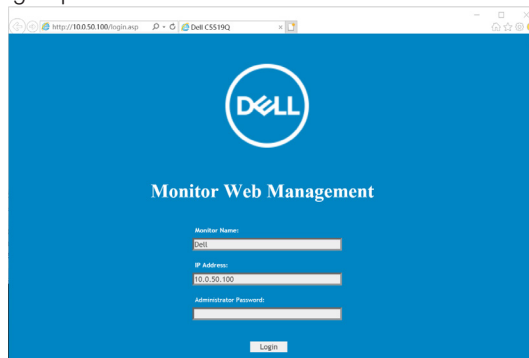 http://10.0.50.100/login.asp
Dell C5519Q
DELL
Monitor Web Management
Monitor Name:
Dell
IP Address:
10.0.50.100
Administrator Password:
Login